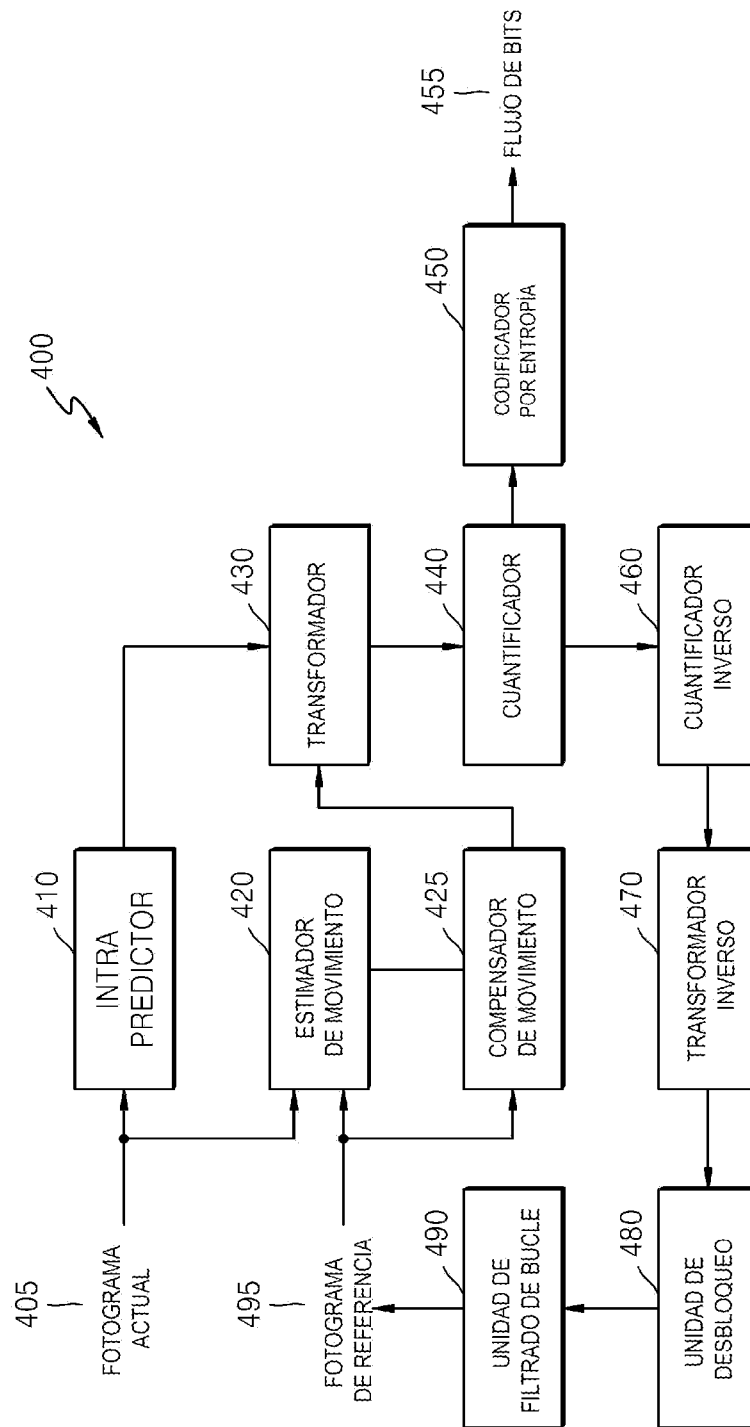 400
405
FOTOGRAMA
ACTUAL
410
INTRA
PREDICTOR
430
TRANSFORMADOR
495
FOTOGRAMA
DE REFERENCIA
420
ESTIMADOR
DE MOVIMIENTO
440
CUANTIFICADOR
450
CODIFICADOR
POR ENTROPÍA
455
FLUJO DE BITS
490
UNIDAD DE
FILTRADO DE BUCLE
425
COMPENSADOR
DE MOVIMIENTO
460
CUANTIFICADOR
INVERSO
480
UNIDAD DE
DESBLOQUEO
470
TRANSFORMADOR
INVERSO